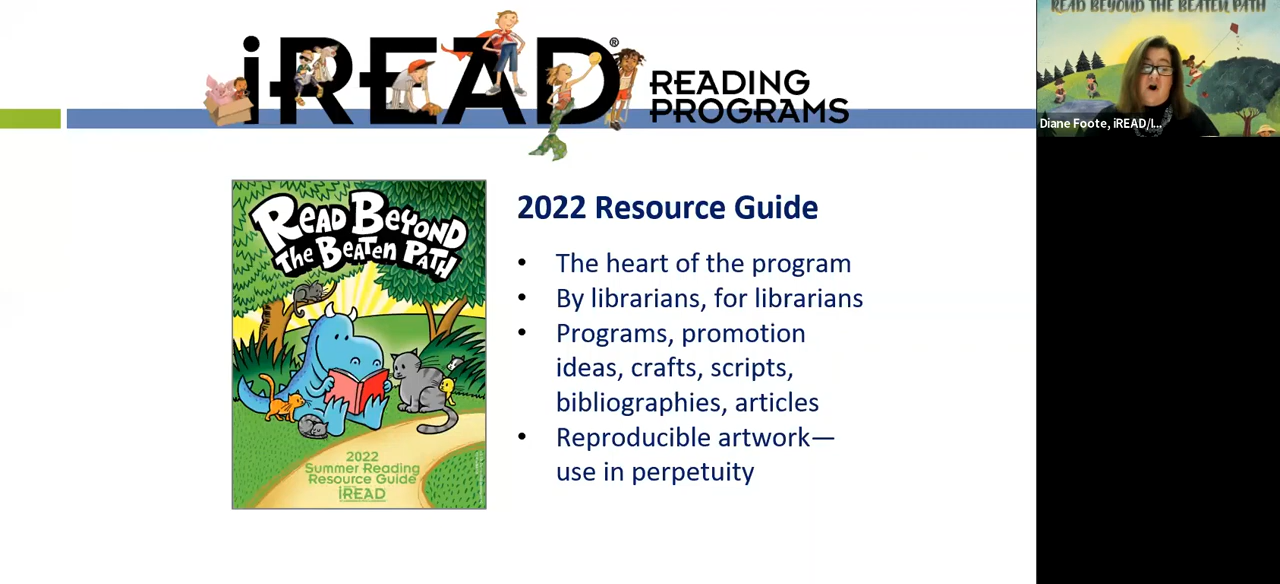 iREAD®
READING
PROGRAMS
READ BEYOND THE BEATEN PATH
Diane Foote, iREAD/I...
READ BEYOND
THE BEATEN PATH
2022
Summer Reading
Resource Guide
iREAD
2022 Resource Guide
• The heart of the program
• By librarians, for librarians
• Programs, promotion
ideas, crafts, scripts,
bibliographies, articles
• Reproducible artwork—
use in perpetuity